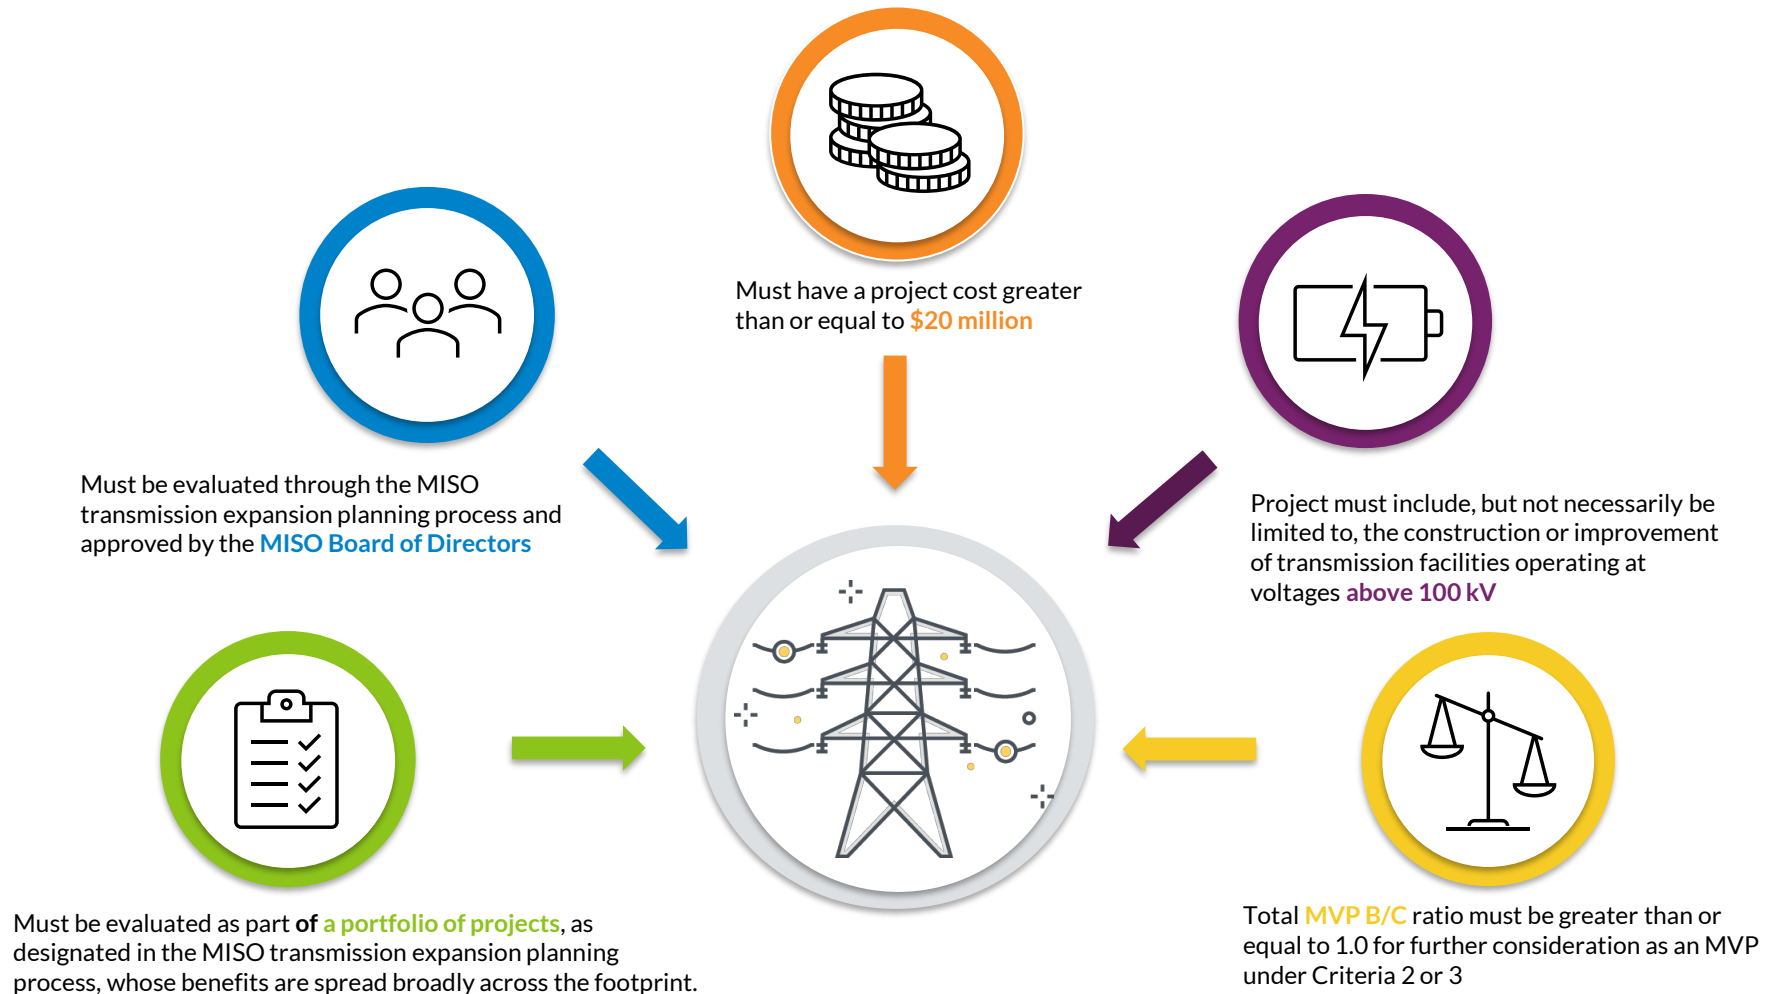 Must have a project cost greater
than or equal to $20 million
Must be evaluated through the MISO
transmission expansion planning process and
approved by the MISO Board of Directors
Project must include, but not necessarily be
limited to, the construction or improvement
of transmission facilities operating at
voltages above 100 kV
Must be evaluated as part of a portfolio of projects, as
designated in the MISO transmission expansion planning
process, whose benefits are spread broadly across the footprint.
Total MVP B/C ratio must be greater than or
equal to 1.0 for further consideration as an MVP
under Criteria 2 or 3